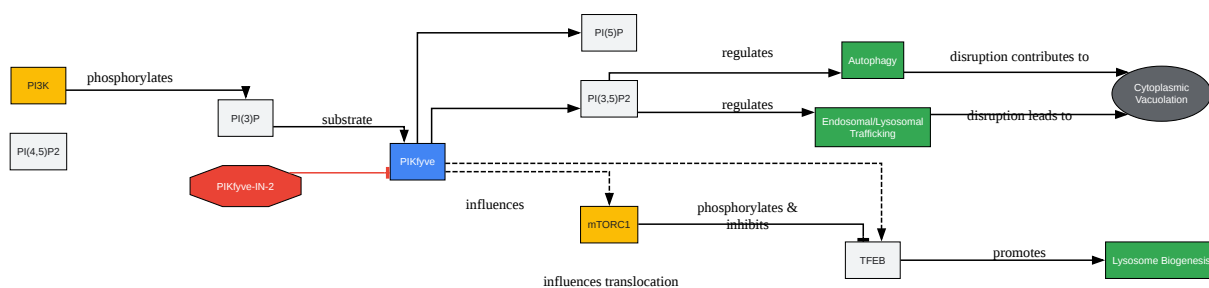 PI(5)P
regulates
disruption contributes to
Autophagy
PI3K
phosphorylates
PI(3,5)P2
Cytoplasmic
Vacuolation
PI(3)P
substrate
regulates
Endosomal/Lysosomal
Trafficking
disruption leads to
PI(4,5)P2
PIKfyve
PIKfyve-IN-2
influences
phosphorylates &
inhibits
mTORC1
TFEB
promotes
Lysosome Biogenesis
influences translocation